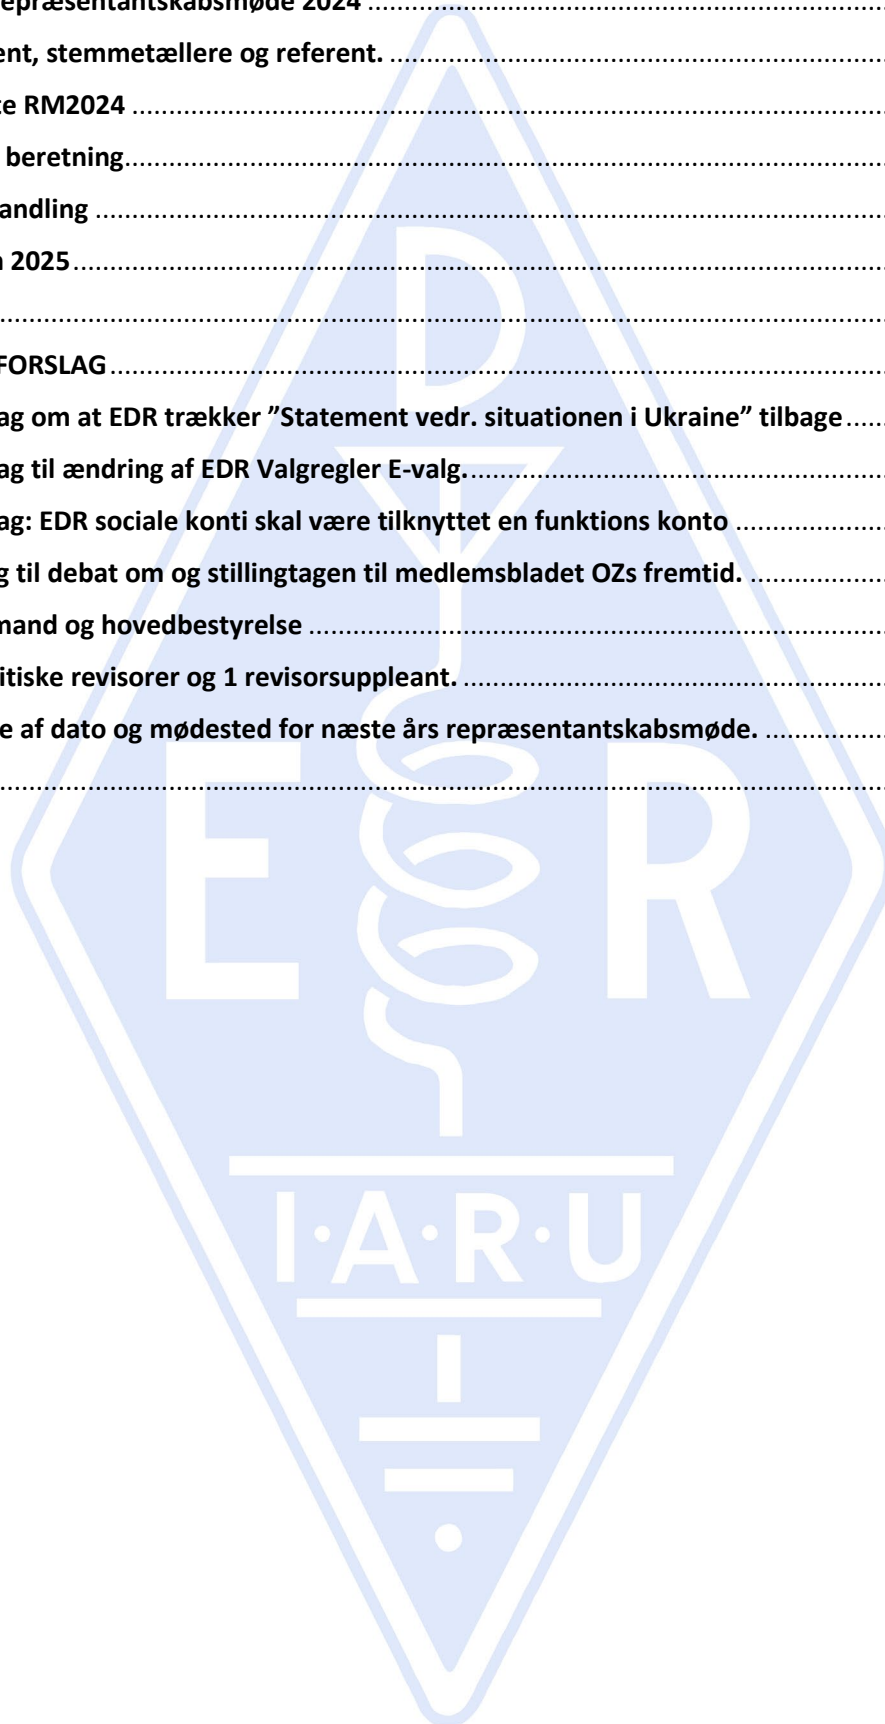 epræsentantskabsmøde 2024
nt, stemmetællere og referent.
e RM2024
beretning
andling
2025
FORSLAG
ag om at EDR trækker ”Statement vedr. situationen i Ukraine” tilbage
ag til ændring af EDR Valgregler E-valg.
ag: EDR sociale konti skal være tilknyttet en funktions konto
g til debat om og stillingtagen til medlemsbladet OZs fremtid.
mand og hovedbestyrelse
itiske revisorer og 1 revisorsuppleant.
e af dato og mødested for næste års repræsentantskabsmøde.
D
E R
I·A·R·U